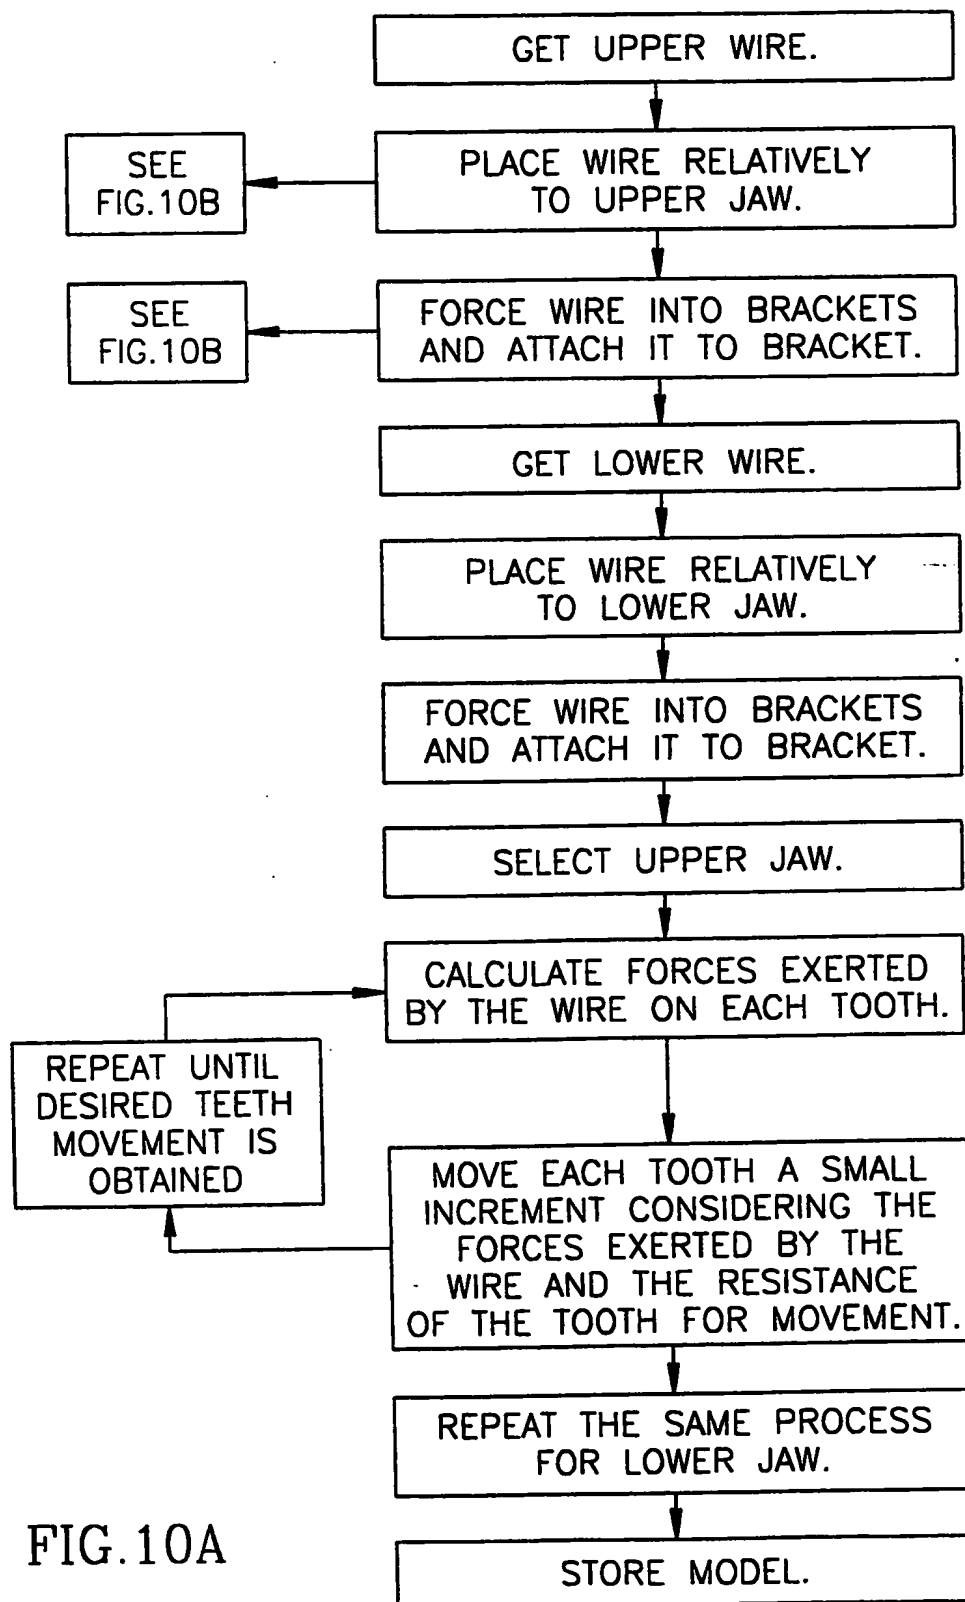 GET UPPER WIRE.
SEE
FIG.10B
PLACE WIRE RELATIVELY
TO UPPER JAW.
SEE
FIG.10B
FORCE WIRE INTO BRACKETS
AND ATTACH IT TO BRACKET.
GET LOWER WIRE.
PLACE WIRE RELATIVELY
TO LOWER JAW.
FORCE WIRE INTO BRACKETS
AND ATTACH IT TO BRACKET.
SELECT UPPER JAW.
CALCULATE FORCES EXERTED
BY THE WIRE ON EACH TOOTH.
REPEAT UNTIL
DESIRED TEETH
MOVEMENT IS
OBTAINED
MOVE EACH TOOTH A SMALL
INCREMENT CONSIDERING THE
FORCES EXERTED BY THE
WIRE AND THE RESISTANCE
OF THE TOOTH FOR MOVEMENT.
REPEAT THE SAME PROCESS
FOR LOWER JAW.
STORE MODEL.
FIG.10A